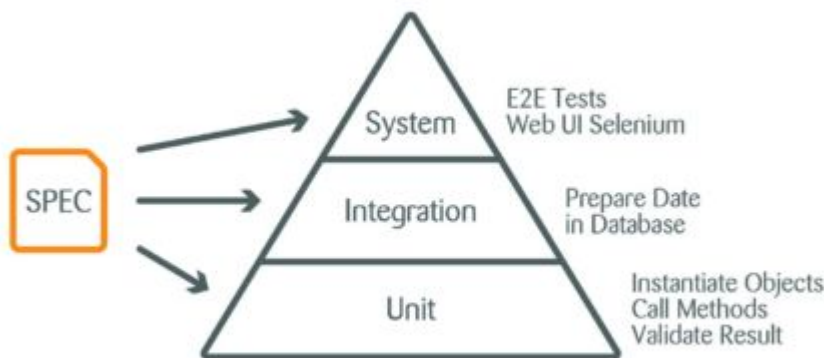 E2E Tests
System
Web UI Selenium
SPEC
Integration
Prepare Date
in Database
Unit
Instantiate Objects
Call Methods
Validate Result